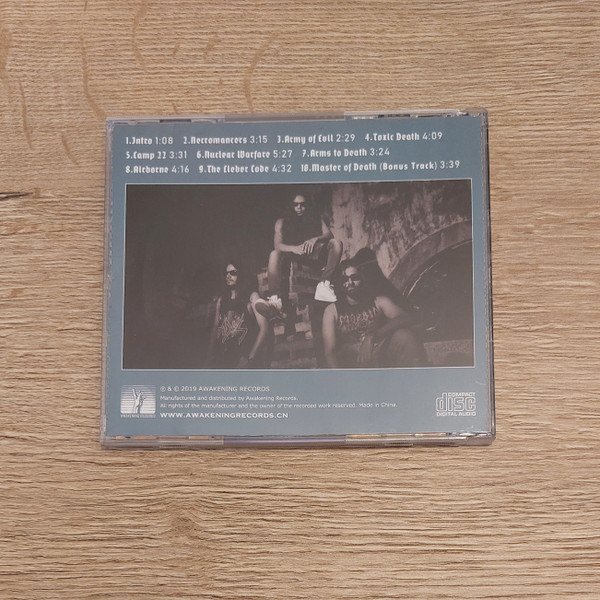 1.Intro 1:08 2.Necromancers 3:15 3.Army of Evil 2:29 4.Toxic Death 4:09
5.Camp 22 3:31 6.Nuclear Warfare 5:27 7.Arms to Death 3:24
8.Airborne 4:16 9.The Lieber Code 4:32 10.Master of Death (Bonus Track) 3:39
℗ & © 2019 AWAKENING RECORDS.
Manufactured and distributed by Awakening Records.
All rights of the manufacturer and the owner of the recorded work reserved. Made in China.
WWW.AWAKENINGRECORDS.CN
AWAKENING RECORDS
COMPACT
disc
DIGITAL AUDIO